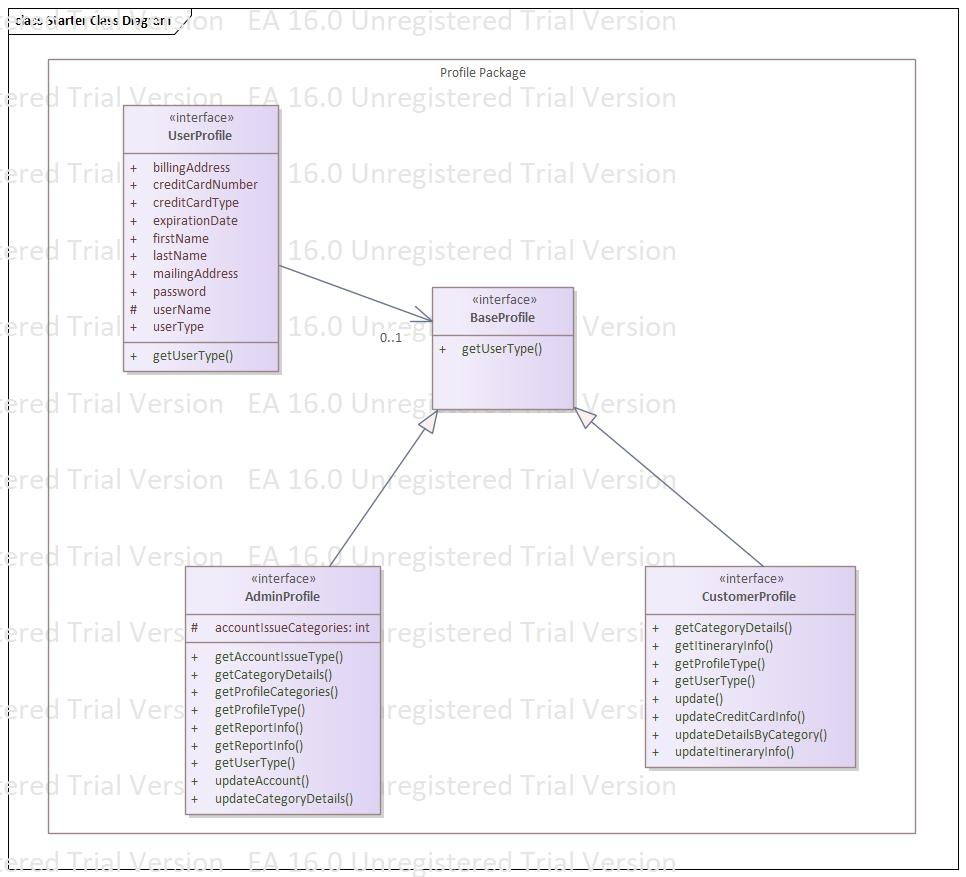 class Starter Class Diagram
Profile Package
«interface»
UserProfile
+ billingAddress
+ creditCardNumber
+ creditCardType
+ expirationDate
+ firstName
+ lastName
+ mailingAddress
+ password
# userName
+ userType
+ getUserType()
0..1
«interface»
BaseProfile
+ getUserType()
«interface»
AdminProfile
# accountIssueCategories: int
+ getAccountIssueType()
+ getCategoryDetails()
+ getProfileCategories()
+ getProfileType()
+ getReportInfo()
+ getReportInfo()
+ getUserType()
+ updateAccount()
+ updateCategoryDetails()
«interface»
CustomerProfile
+ getCategoryDetails()
+ getItineraryInfo()
+ getProfileType()
+ getUserType()
+ update()
+ updateCreditCardInfo()
+ updateDetailsByCategory()
+ updateItineraryInfo()
EA 16.0 Unregistered Trial Version